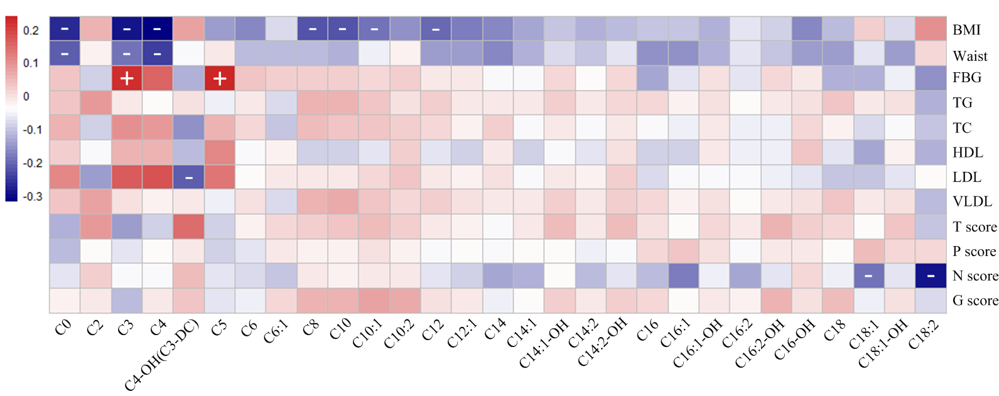 0.2
0.1
0
-0.1
-0.2
-0.3
- - - - - - - -
- - -
+ +
-
- -
BMI
Waist
FBG
TG
TC
HDL
LDL
VLDL
T score
P score
N score
G score
C0
C2
C3
C4
C4-OH(C3-DC)
C5
C6
C6:1
C8
C10
C10:1
C10:2
C12
C12:1
C14
C14:1
C14:1-OH
C14:2
C14:2-OH
C16
C16:1
C16:1-OH
C16:2
C16:2-OH
C16-OH
C18
C18:1
C18:1-OH
C18:2